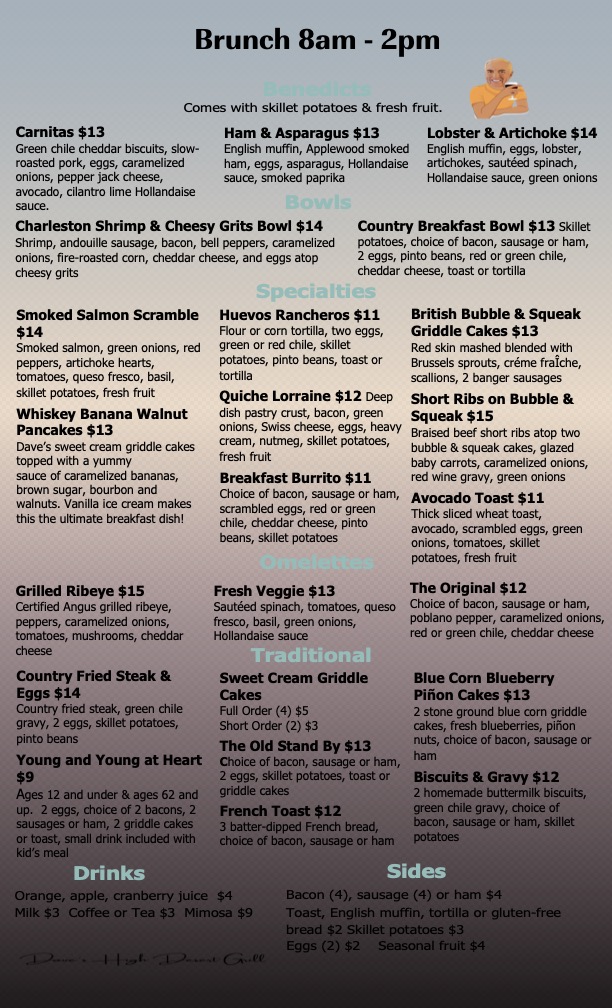 Brunch 8am - 2pm
Benedicts
Comes with skillet potatoes & fresh fruit.
Carnitas $13
Green chile cheddar biscuits, slow-
roasted pork, eggs, caramelized
onions, pepper jack cheese,
avocado, cilantro lime Hollandaise
sauce.
Ham & Asparagus $13
English muffin, Applewood smoked
ham, eggs, asparagus, Hollandaise
sauce, smoked paprika
Lobster & Artichoke $14
English muffin, eggs, lobster,
artichokes, sautéed spinach,
Hollandaise sauce, green onions
Bowls
Charleston Shrimp & Cheesy Grits Bowl $14
Shrimp, andouille sausage, bacon, bell peppers, caramelized
onions, fire-roasted corn, cheddar cheese, and eggs atop
cheesy grits
Country Breakfast Bowl $13 Skillet
potatoes, choice of bacon, sausage or ham,
2 eggs, pinto beans, red or green chile,
cheddar cheese, toast or tortilla
Specialties
Smoked Salmon Scramble
$14
Smoked salmon, green onions, red
peppers, artichoke hearts,
tomatoes, queso fresco, basil,
skillet potatoes, fresh fruit
Whiskey Banana Walnut
Pancakes $13
Dave's sweet cream griddle cakes
topped with a yummy
sauce of caramelized bananas,
brown sugar, bourbon and
walnuts. Vanilla ice cream makes
this the ultimate breakfast dish!
Huevos Rancheros $11
Flour or corn tortilla, two eggs,
green or red chile, skillet
potatoes, pinto beans, toast or
tortilla
Quiche Lorraine $12 Deep
dish pastry crust, bacon, green
onions, Swiss cheese, eggs, heavy
cream, nutmeg, skillet potatoes,
fresh fruit
Breakfast Burrito $11
Choice of bacon, sausage or ham,
scrambled eggs, red or green
chile, cheddar cheese, pinto
beans, skillet potatoes
British Bubble & Squeak
Griddle Cakes $13
Red skin mashed blended with
Brussels sprouts, créme fraÎche,
scallions, 2 banger sausages
Short Ribs on Bubble &
Squeak $15
Braised beef short ribs atop two
bubble & squeak cakes, glazed
baby carrots, caramelized onions,
red wine gravy, green onions
Avocado Toast $11
Thick sliced wheat toast,
avocado, scrambled eggs, green
onions, tomatoes, skillet
potatoes, fresh fruit
Omelettes
Grilled Ribeye $15
Certified Angus grilled ribeye,
peppers, caramelized onions,
tomatoes, mushrooms, cheddar
cheese
Fresh Veggie $13
Sautéed spinach, tomatoes, queso
fresco, basil, green onions,
Hollandaise sauce
The Original $12
Choice of bacon, sausage or ham,
poblano pepper, caramelized onions,
red or green chile, cheddar cheese
Traditional
Country Fried Steak &
Eggs $14
Country fried steak, green chile
gravy, 2 eggs, skillet potatoes,
pinto beans
Young and Young at Heart
$9
Ages 12 and under & ages 62 and
up. 2 eggs, choice of 2 bacons, 2
sausages or ham, 2 griddle cakes
or toast, small drink included with
kid's meal
Sweet Cream Griddle
Cakes
Full Order (4) $5
Short Order (2) $3
The Old Stand By $13
Choice of bacon, sausage or ham,
2 eggs, skillet potatoes, toast or
griddle cakes
French Toast $12
3 batter-dipped French bread,
choice of bacon, sausage or ham
Blue Corn Blueberry
Piñon Cakes $13
2 stone ground blue corn griddle
cakes, fresh blueberries, piñon
nuts, choice of bacon, sausage or
ham
Biscuits & Gravy $12
2 homemade buttermilk biscuits,
green chile gravy, choice of
bacon, sausage or ham, skillet
potatoes
Drinks
Orange, apple, cranberry juice $4
Milk $3 Coffee or Tea $3 Mimosa $9
Sides
Bacon (4), sausage (4) or ham $4
Toast, English muffin, tortilla or gluten-free
bread $2 Skillet potatoes $3
Eggs (2) $2 Seasonal fruit $4
Dave's High Desert Grill